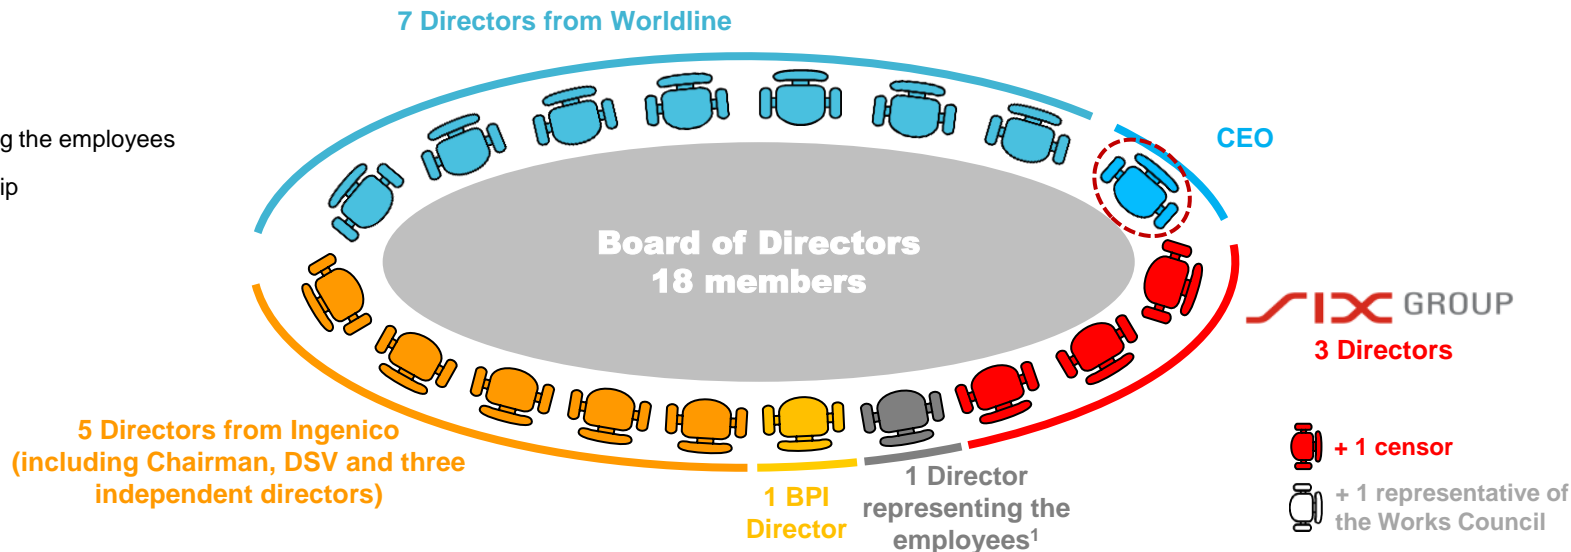 7 Directors from Worldline
g the employees
ip
CEO
Board of Directors
18 members
SIX GROUP
3 Directors
5 Directors from Ingenico
(including Chairman, DSV and three
independent directors)
1 BPI
Director
1 Director
representing the
employees1
+ 1 censor
+ 1 representative of
the Works Council